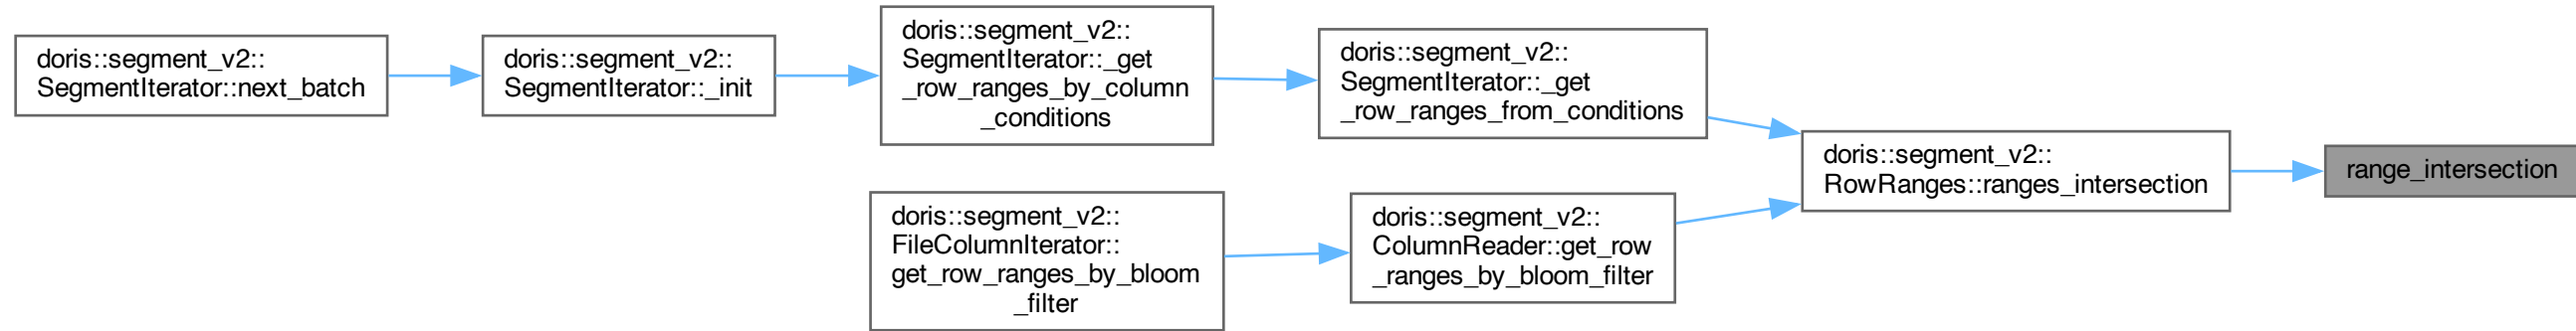 doris::segment_v2::
SegmentIterator::next_batch
doris::segment_v2::
SegmentIterator::_init
doris::segment_v2::
SegmentIterator::_get
_row_ranges_by_column
_conditions
doris::segment_v2::
SegmentIterator::_get
_row_ranges_from_conditions
doris::segment_v2::
FileColumnIterator::
get_row_ranges_by_bloom
_filter
doris::segment_v2::
ColumnReader::get_row
_ranges_by_bloom_filter
doris::segment_v2::
RowRanges::ranges_intersection
range_intersection